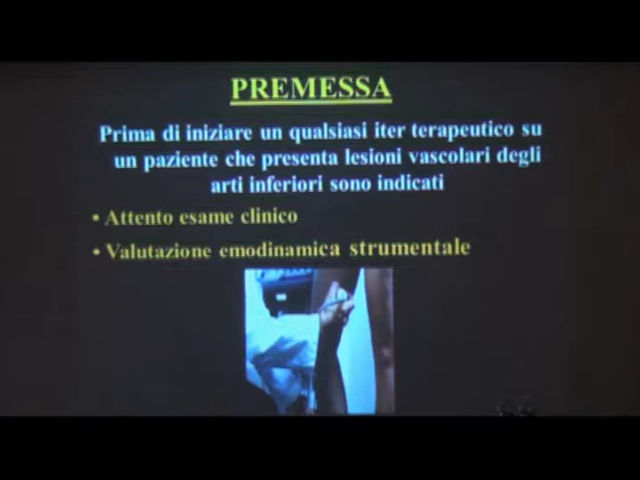 PREMESSA
Prima di iniziare un qualsiasi iter terapeutico su
un paziente che presenta lesioni vascolari degli
arti inferiori sono indicati
• Attento esame clinico
• Valutazione emodinamica strumentale